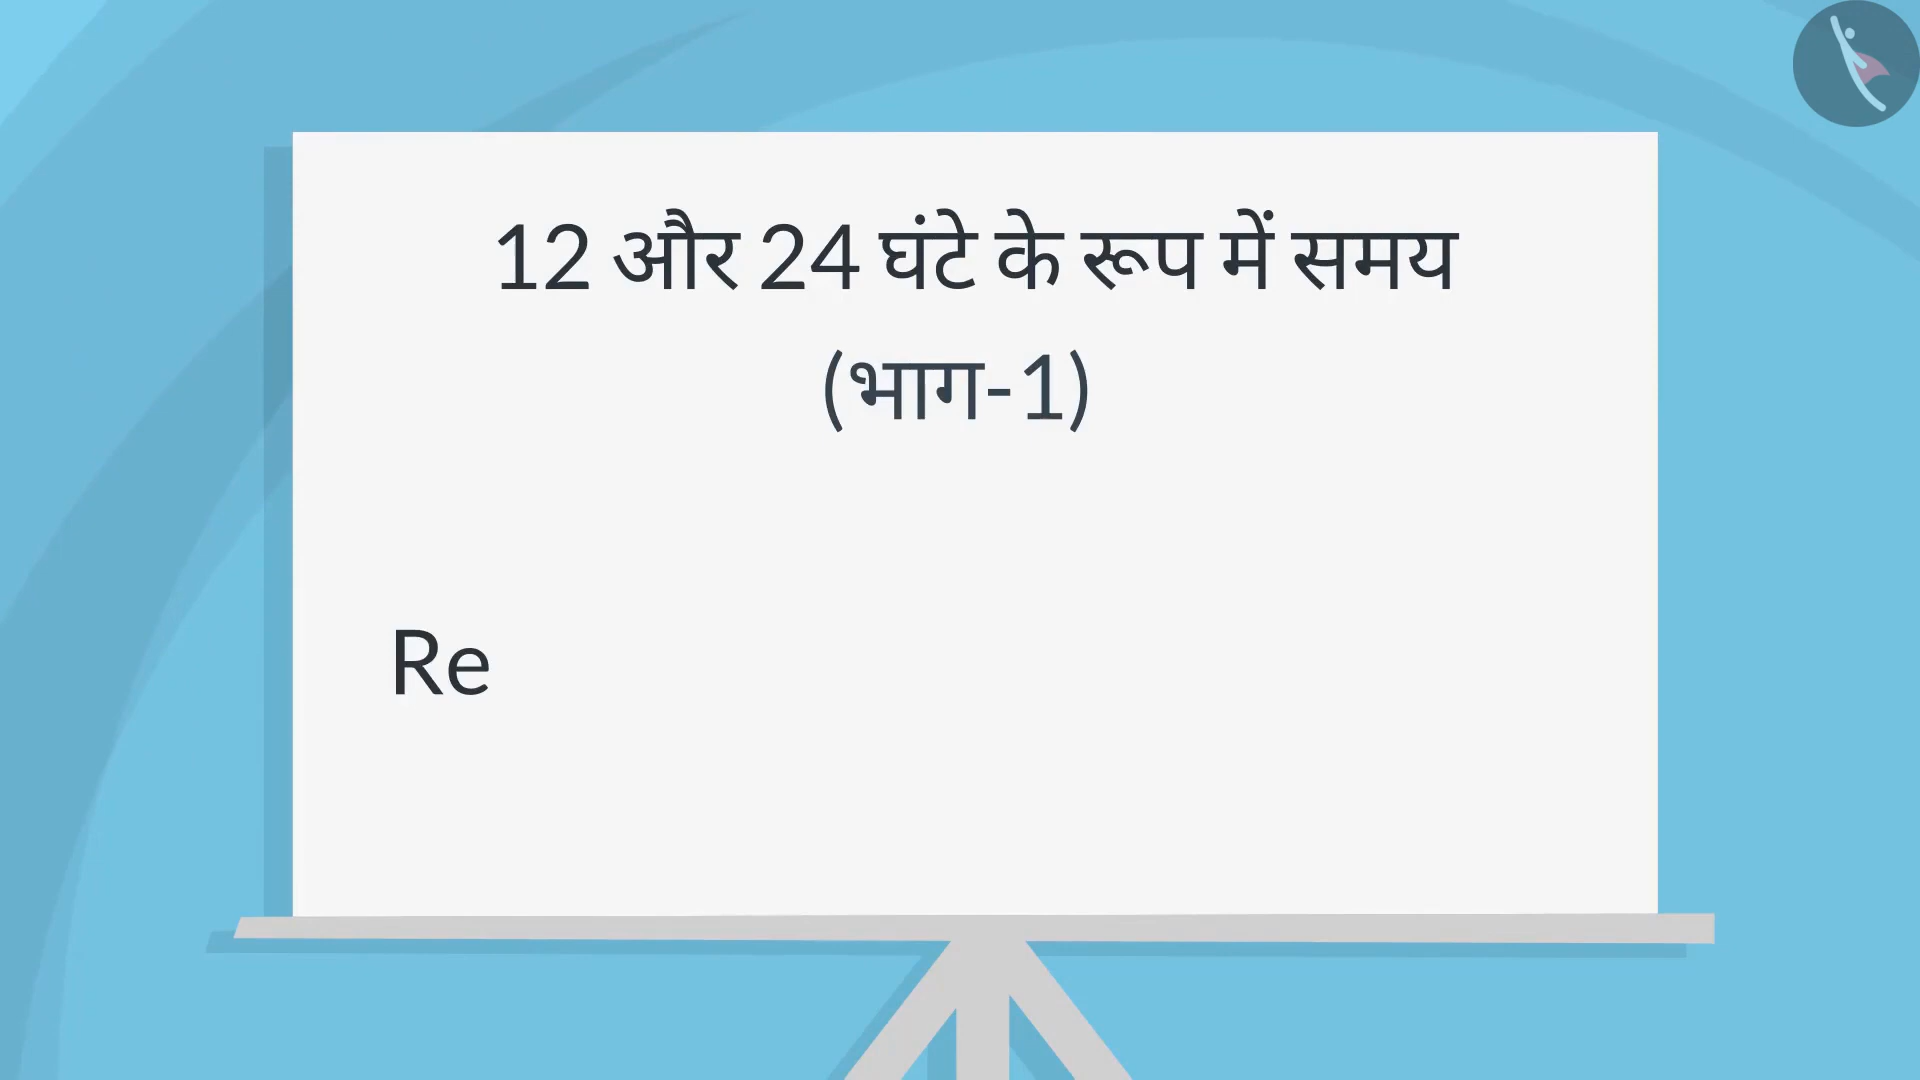 12 और 24 घंटे के रूप में समय
(भाग-1)
Re